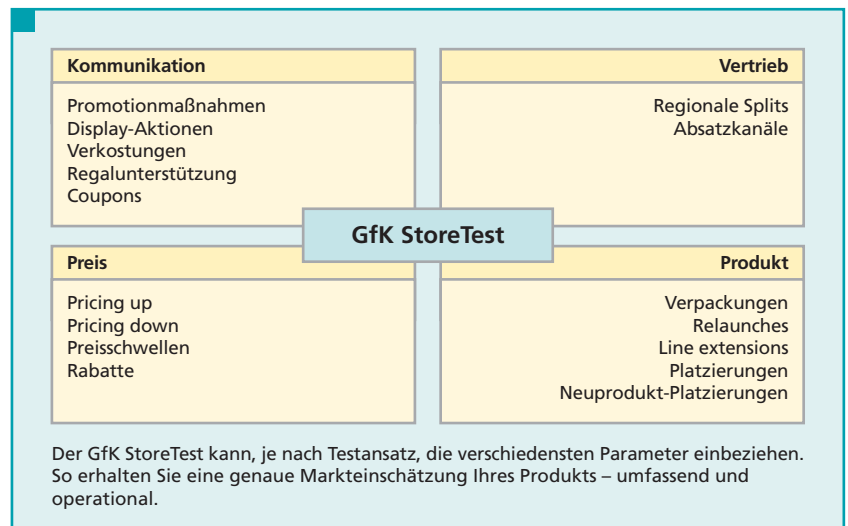 Kommunikation
Promotionmaßnahmen
Display-Aktionen
Verkostungen
Regalunterstützung
Coupons
Vertrieb
Regionale Splits
Absatzkanäle
GfK StoreTest
Preis
Pricing up
Pricing down
Preisschwellen
Rabatte
Produkt
Verpackungen
Relaunches
Line extensions
Platzierungen
Neuprodukt-Platzierungen
Der GfK StoreTest kann, je nach Testansatz, die verschiedensten Parameter einbeziehen.
So erhalten Sie eine genaue Markteinschätzung Ihres Produkts – umfassend und
operational.